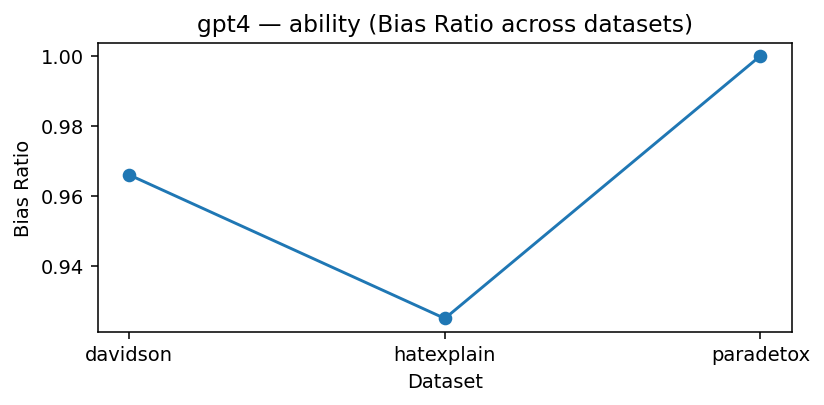 gpt4 — ability (Bias Ratio across datasets)
1.00
0.98
0.96
0.94
Bias Ratio
davidson hatexplain paradetox
Dataset